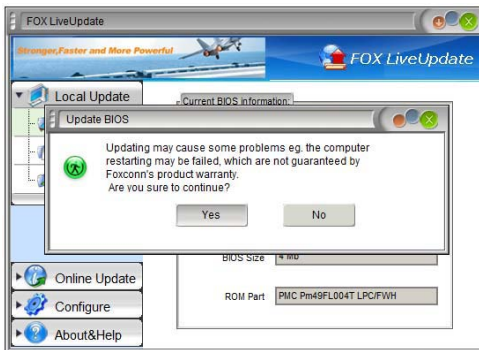 FOX LiveUpdate
Stronger,Faster and More Powerful
FOX LiveUpdate
Local Update
Current BIOS information:
Update BIOS
Updating may cause some problems eg. the computer
restarting may be failed, which are not guaranteed by
Foxconn's product warranty.
Are you sure to continue?
Yes
No
BIOS Size
4 Mb
Online Update
ROM Part
PMC Pm49FL004T LPC/FWH
Configure
About&Help